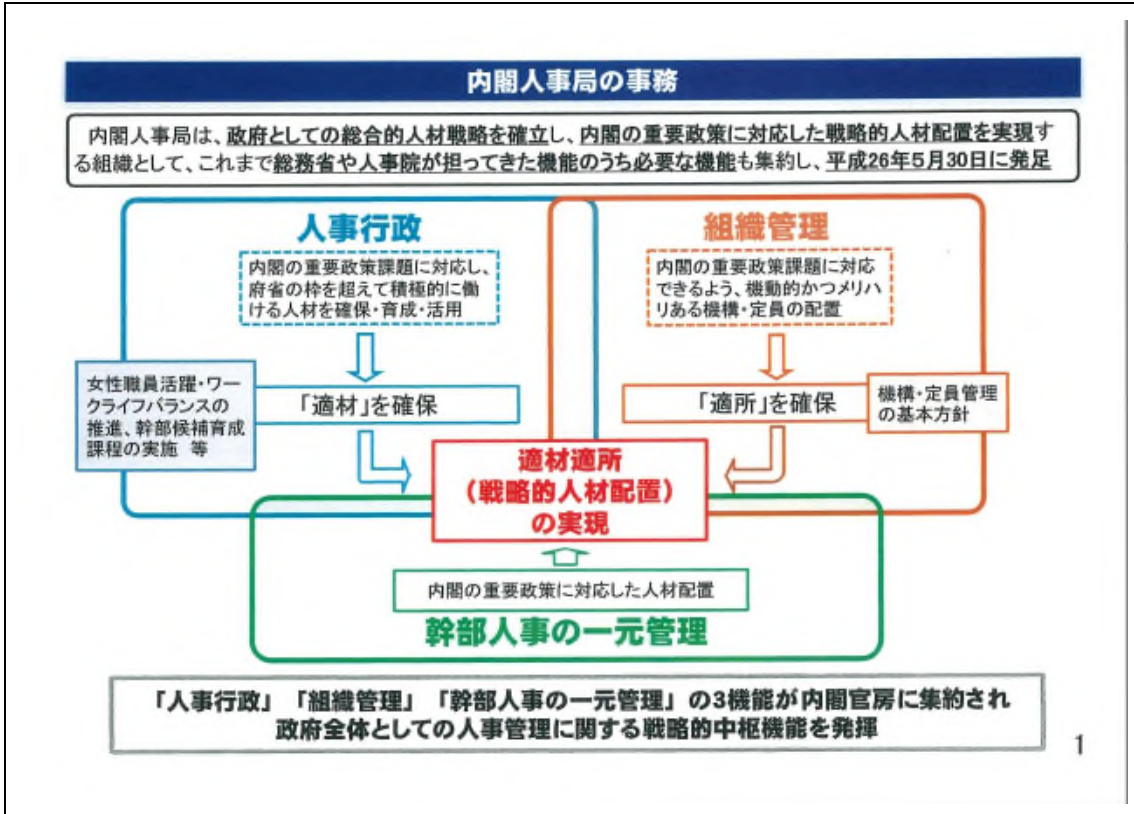 内閣人事局の事務
内閣人事局は、政府としての総合的人材戦略を確立し、内閣の重要政策に対応した戦略的人材配置を実現す
る組織として、これまで総務省や人事院が担ってきた機能のうち必要な機能も集約し、平成26年5月30日に発足
人事行政
内閣の重要政策課題に対応し、
府省の枠を超えて積極的に働
ける人材を確保・育成・活用
女性職員活躍・ワー
クライフバランスの
推進、幹部候補育成
課程の実施 等
「適材」を確保
組織管理
内閣の重要政策課題に対応
できるよう、機動的かつメリハ
リある機構・定員の配置
「適所」を確保
機構・定員管理
の基本方針
適材適所
（戦略的人材配置）
の実現
内閣の重要政策に対応した人材配置
幹部人事の一元管理
「人事行政」「組織管理」「幹部人事の一元管理」の3機能が内閣官房に集約され
政府全体としての人事管理に関する戦略的中枢機能を発揮
1